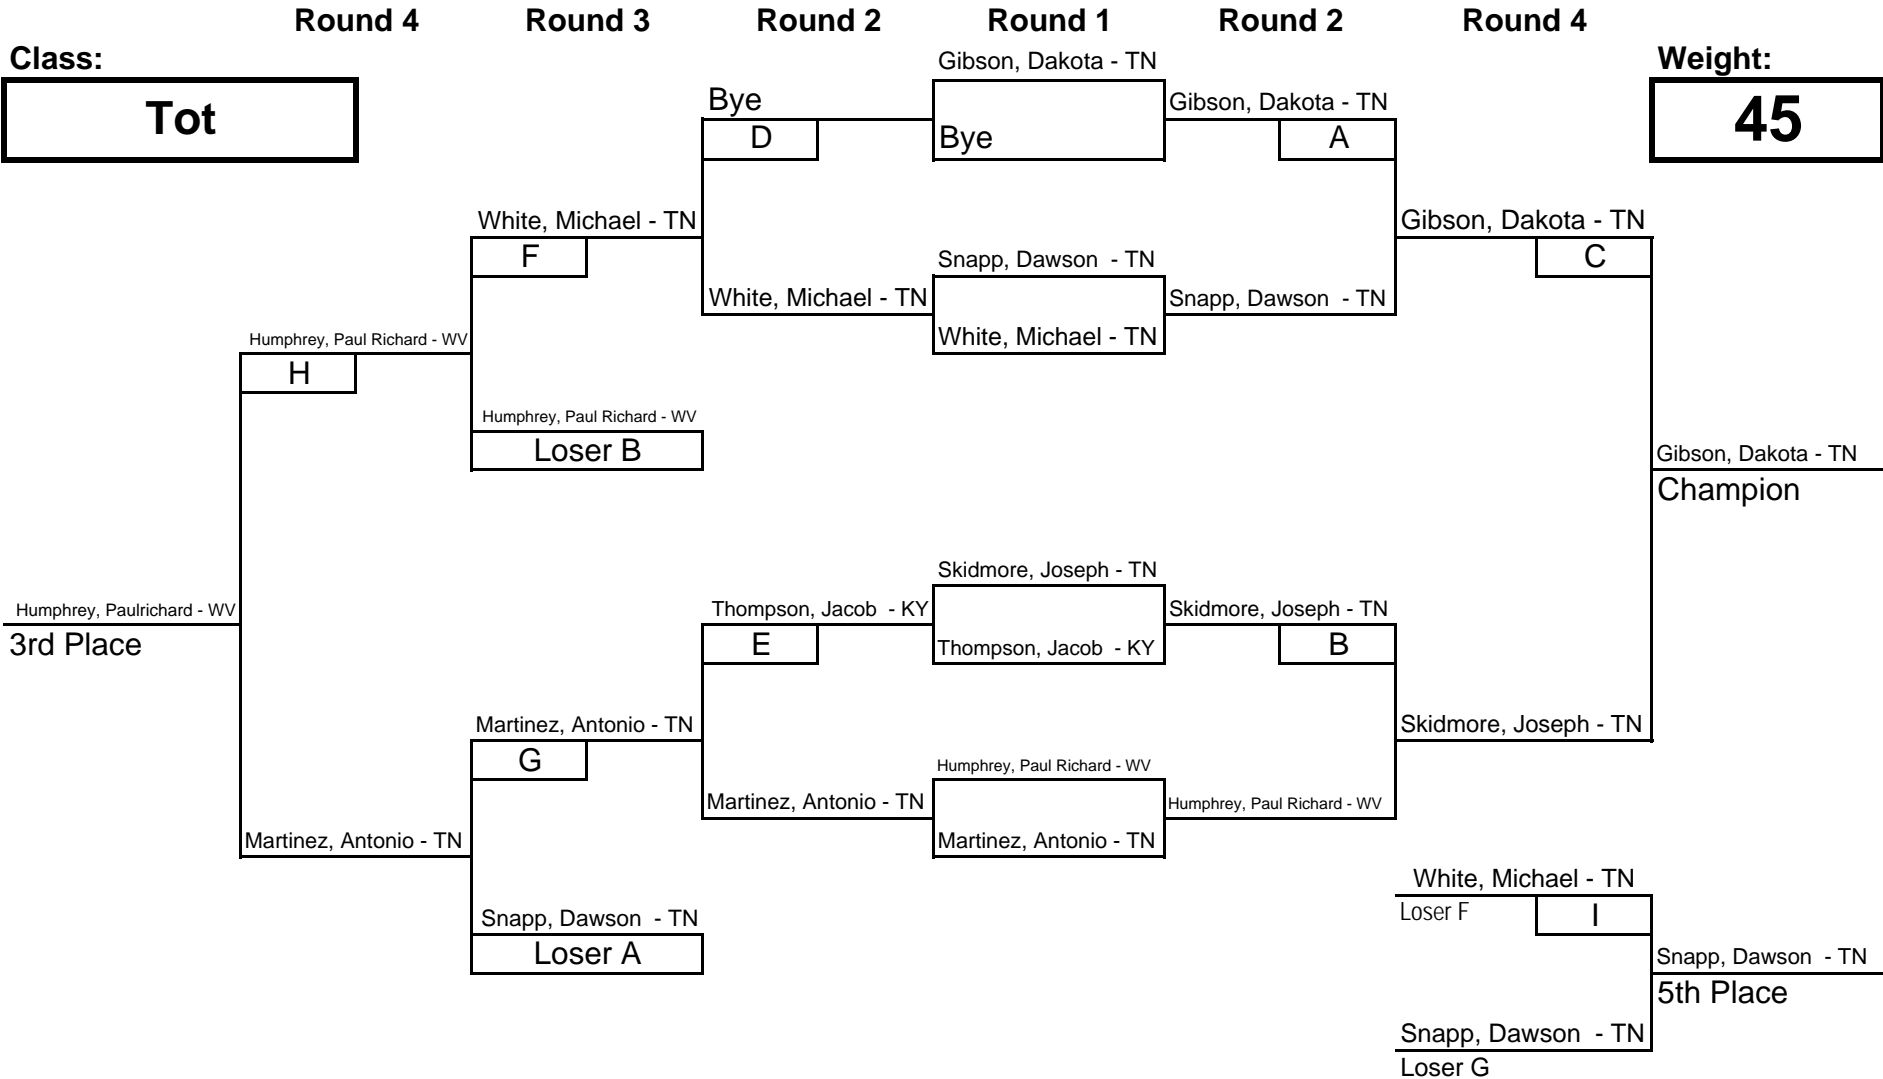 Round 4 Round 3 Round 2 Round 1 Round 2 Round 4
Class: Gibson, Dakota - TN Weight:
Tot Bye Gibson, Dakota - TN 45
D Bye A
White, Michael - TN Gibson, Dakota - TN
F Snapp, Dawson - TN C
White, Michael - TN Snapp, Dawson - TN
Humphrey, Paul Richard - WV White, Michael - TN
H
Humphrey, Paul Richard - WV
Loser B Gibson, Dakota - TN
Champion
Skidmore, Joseph - TN
Humphrey, Paulrichard - WV Thompson, Jacob - KY Skidmore, Joseph - TN
3rd Place E Thompson, Jacob - KY B
Martinez, Antonio - TN Skidmore, Joseph - TN
G Humphrey, Paul Richard - WV
Martinez, Antonio - TN Humphrey, Paul Richard - WV
Martinez, Antonio - TN Martinez, Antonio - TN
White, Michael - TN
Snapp, Dawson - TN Loser F I
Loser A Snapp, Dawson - TN
5th Place
Snapp, Dawson - TN
Loser G